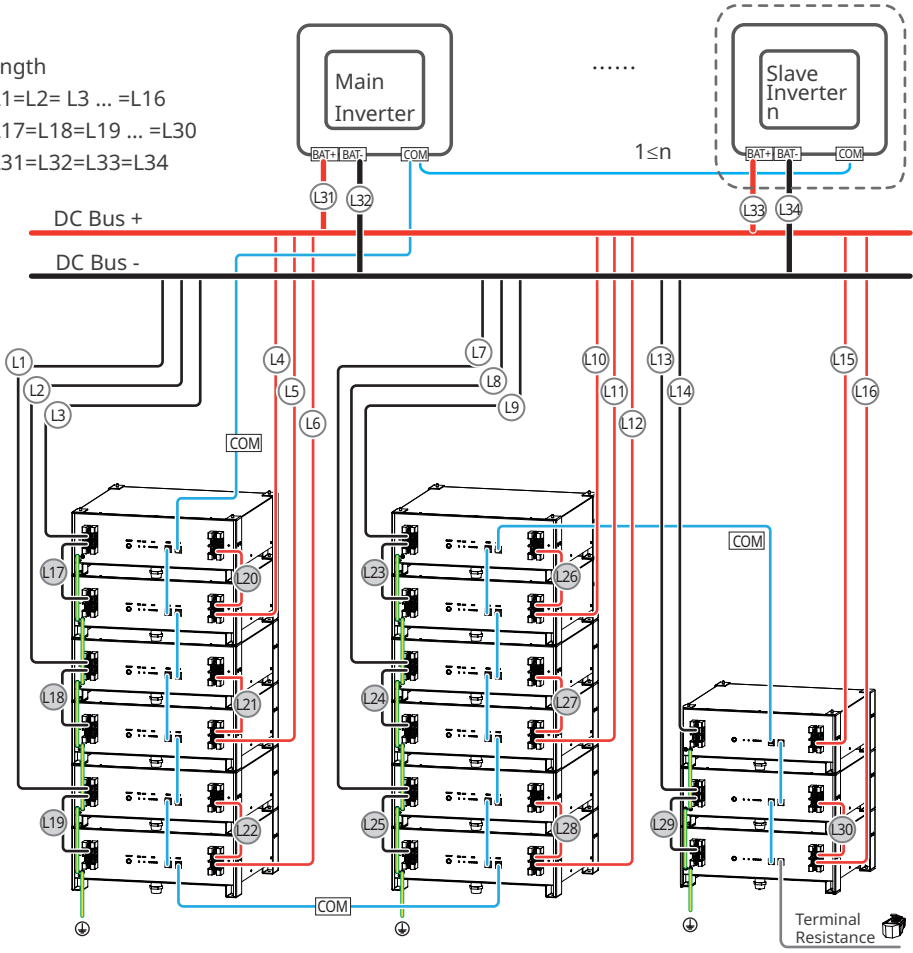 ngth
1=L2= L3 ... =L16
17=L18=L19 ... =L30
31=L32=L33=L34
Main
Inverter
......
Slave
Inverter
n
BAT+ BAT- COM
1≤n
BAT+ BAT- COM
L31 L32
L33 L34
DC Bus +
DC Bus -
L1
L2
L3
L4
L5
L6
L7
L8
L9
L10
L11
L12
L13
L14
L15
L16
COM
COM
L17
L20
L23
L26
L18
L21
L24
L27
L19
L22
L25
L28
L29
L30
COM
Terminal
Resistance